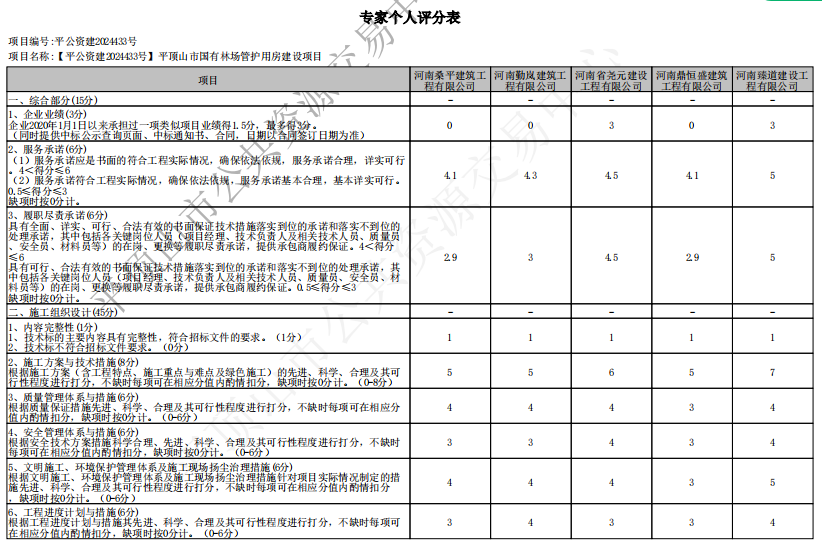 专家个人评分表
项目编号:平公资建2024433号
项目名称:【平公资建2024433号】平顶山市国有林场管护用房建设项目
项目 河南桑平建筑工程有限公司 河南勤岚建筑工程有限公司 河南省尧元建设工程有限公司 河南鼎恒盛建筑工程有限公司 河南臻道建设工程有限公司
一、综合部分(15分) — — — — —
1、企业业绩(3分)
企业2020年1月1日以来承担过一项类似项目业绩得1.5分，最多得3分。
（同时提供中标公示查询页面、中标通知书、合同，日期以合同签订日期为准）
0 0 3 0 3
2、服务承诺(6分)
（1）服务承诺应是书面的符合工程实际情况，确保依法依规，服务承诺合理，详实可行
。4<得分≤6
（2）服务承诺符合工程实际情况，确保依法依规，服务承诺基本合理，基本详实可行。
0.5≤得分≤3
缺项时按0分计。
4.1 4.3 4.5 4.1 5
3、履职尽责承诺(6分)
具有全面、详实、可行、合法有效的书面保证技术措施落实到位的承诺和落实不到位的
处理承诺，其中包括各关键岗位人员（项目经理、技术负责人及相关技术人员、质量员
、安全员、材料员等）的在岗、更换等履职尽责承诺，提供承包商履约保证。4<得分
≤6
具有可行、合法有效的书面保证技术措施落实到位的承诺和落实不到位的处理承诺，其
中包括各关键岗位人员（项目经理、技术负责人及相关技术人员、质量员、安全员、材
料员等）的在岗、更换等履职尽责承诺，提供承包商履约保证。0.5≤得分≤3
缺项时按0分计。
2.9 3 4.5 2.9 5
二、施工组织设计(45分) — — — — —
1、内容完整性(1分)
1、技术标的主要内容具有完整性，符合招标文件的要求。（1分）
2、技术标不符合招标文件要求。（0分）
1 1 1 1 1
2、施工方案与技术措施(8分)
根据施工方案（含工程特点、施工重点与难点及绿色施工）的先进、科学、合理及其可
行性程度进行打分，不缺时每项可在相应分值内酌情扣分，缺项时按0分计。（0-8分）
5 5 6 5 7
3、质量管理体系与措施(6分)
根据质量保证措施先进、科学、合理及其可行性程度进行打分，不缺时每项可在相应分
值内酌情扣分，缺项时按0分计。（0-6分）
4 4 4 3 4
4、安全管理体系与措施(6分)
根据安全技术方案措施科学合理、先进、科学、合理及其可行性程度进行打分，不缺时
每项可在相应分值内酌情扣分，缺项时按0分计。（0-6分）
3 3 4 3 4
5、文明施工、环境保护管理体系及施工现场扬尘治理措施(6分)
根据文明施工、环境保护管理体系及施工现场扬尘治理措施针对项目实际情况制定的措
施先进、科学、合理及其可行性程度进行打分，不缺时每项可在相应分值内酌情扣分
，缺项时按0分计。（0-6分）
4 4 4 3 5
6、工程进度计划与措施(6分)
根据工程进度计划与措施其先进、科学、合理及其可行性程度进行打分，不缺时每项可
在相应分值内酌情扣分，缺项时按0分计。（0-6分）
3 4 3 3 4
平顶山市公共资源交易中心
平顶山市公共资源交易中心